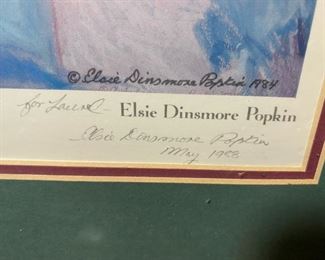 © Elsie Dinsmore Popkin 1984
for Laurel – Elsie Dinsmore Popkin
Elsie Dinsmore Popkin
May 1988